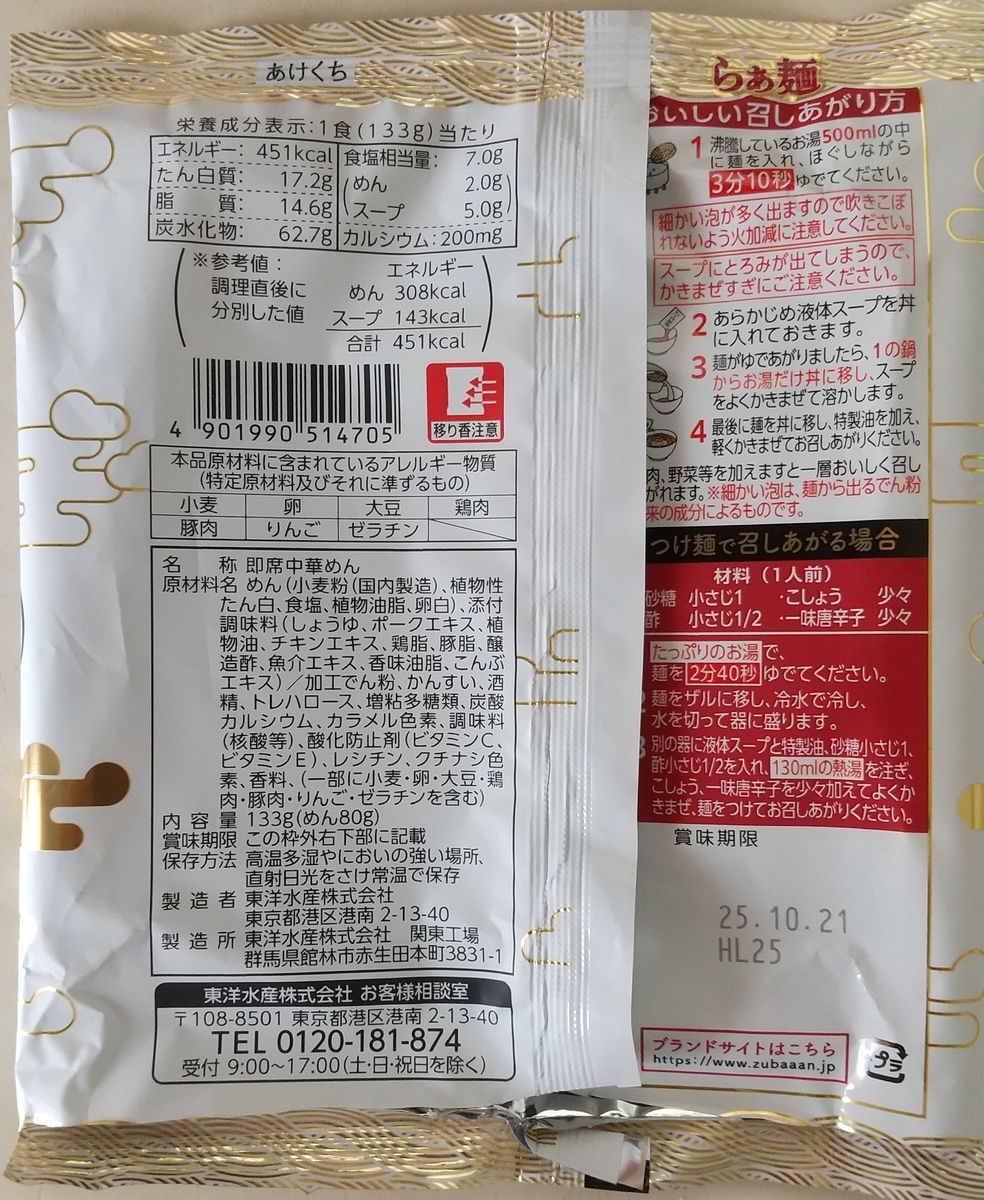 あけくち
栄養成分表示:1食(133g)当たり
エネルギー: 451kcal
たん白質: 17.2g
脂 質: 14.6g
炭水化物: 62.7g
食塩相当量: 7.0g
(めん 2.0g
スープ 5.0g)
カルシウム: 200mg
(※参考値:
調理直後に
分別した値
エネルギー
めん 308kcal
スープ 143kcal
合計 451kcal)
4 901990 514705
移り香注意
本品原材料に含まれているアレルギー物質
(特定原材料及びそれに準ずるもの)
小麦 卵 大豆 鶏肉
豚肉 りんご ゼラチン
名 称 即席中華めん
原材料名 めん(小麦粉(国内製造)、植物性
たん白、食塩、植物油脂、卵白)、添付
調味料(しょうゆ、ポークエキス、植
物油、チキンエキス、鶏脂、豚脂、醸
造酢、魚介エキス、香味油脂、こんぶ
エキス)/加工でん粉、かんすい、酒
精、トレハロース、増粘多糖類、炭酸
カルシウム、カラメル色素、調味料
(核酸等)、酸化防止剤(ビタミンC、
ビタミンE)、レシチン、クチナシ色
素、香料、(一部に小麦・卵・大豆・鶏
肉・豚肉・りんご・ゼラチンを含む)
内 容 量 133g(めん80g)
賞味期限 この枠外右下部に記載
保存方法 高温多湿やにおいの強い場所、
直射日光をさけ常温で保存
製 造 者 東洋水産株式会社
東京都港区港南 2-13-40
製 造 所 東洋水産株式会社 関東工場
群馬県館林市赤生田本町3831-1
東洋水産株式会社 お客様相談室
〒108-8501 東京都港区港南 2-13-40
TEL 0120-181-874
受付 9:00~17:00(土・日・祝日を除く)
らぁ麺
おいしい召しあがり方
1 沸騰しているお湯500mlの中
に麺を入れ、ほぐしながら
3分10秒ゆでてください。
細かい泡が多く出ますので吹きこぼ
れないよう火加減に注意してください。
スープにとろみが出てしまうので、
かきまぜすぎにご注意ください。
2 あらかじめ液体スープを丼
に入れておきます。
3 麺がゆであがりましたら、1の鍋
からお湯だけ丼に移し、スープ
をよくかきまぜて溶かします。
4 最後に麺を丼に移し、特製油を加え、
軽くかきまぜてお召しあがりください。
肉、野菜等を加えますと一層おいしく召し
がれます。※細かい泡は、麺から出るでん粉
来の成分によるものです。
つけ麺で召しあがる場合
材料(1人前)
砂糖 小さじ1 ・こしょう 少々
酢 小さじ1/2 ・一味唐辛子 少々
たっぷりのお湯で、
麺を2分40秒ゆでてください。
2 麺をザルに移し、冷水で冷し、
水を切って器に盛ります。
3 別の器に液体スープと特製油、砂糖小さじ1、
酢小さじ1/2を入れ、130mlの熱湯を注ぎ、
こしょう、一味唐辛子を少々加えてよくか
きまぜ、麺をつけてお召しあがりください。
賞味期限
25.10.21
HL25
ブランドサイトはこちら
https://www.zubaaan.jp
プラ